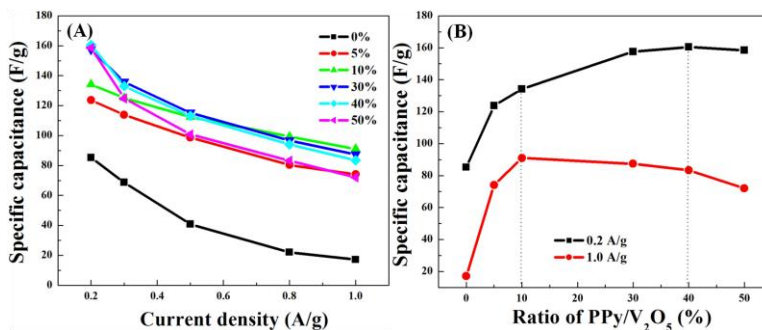 (A)
0%
5%
10%
30%
40%
50%
180
160
140
120
100
80
60
40
20
0
0.2 0.4 0.6 0.8 1.0
Current density (A/g)
Specific capacitance (F/g)
(B)
200
180
160
140
120
100
80
60
40
20
0.2 A/g
1.0 A/g
0 10 20 30 40 50
Ratio of PPy/V₂O₅ (%)
Specific capacitance (F/g)